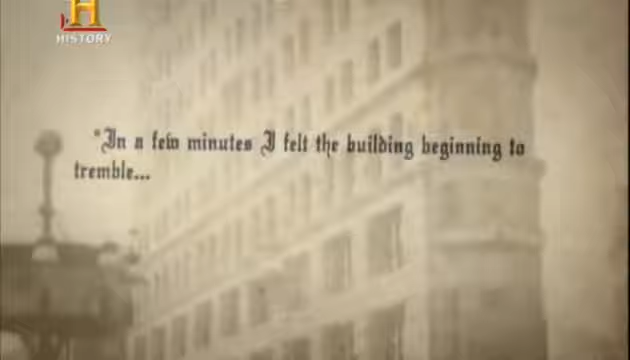 H
HISTORY
"In a few minutes I felt the building beginning to
tremble...